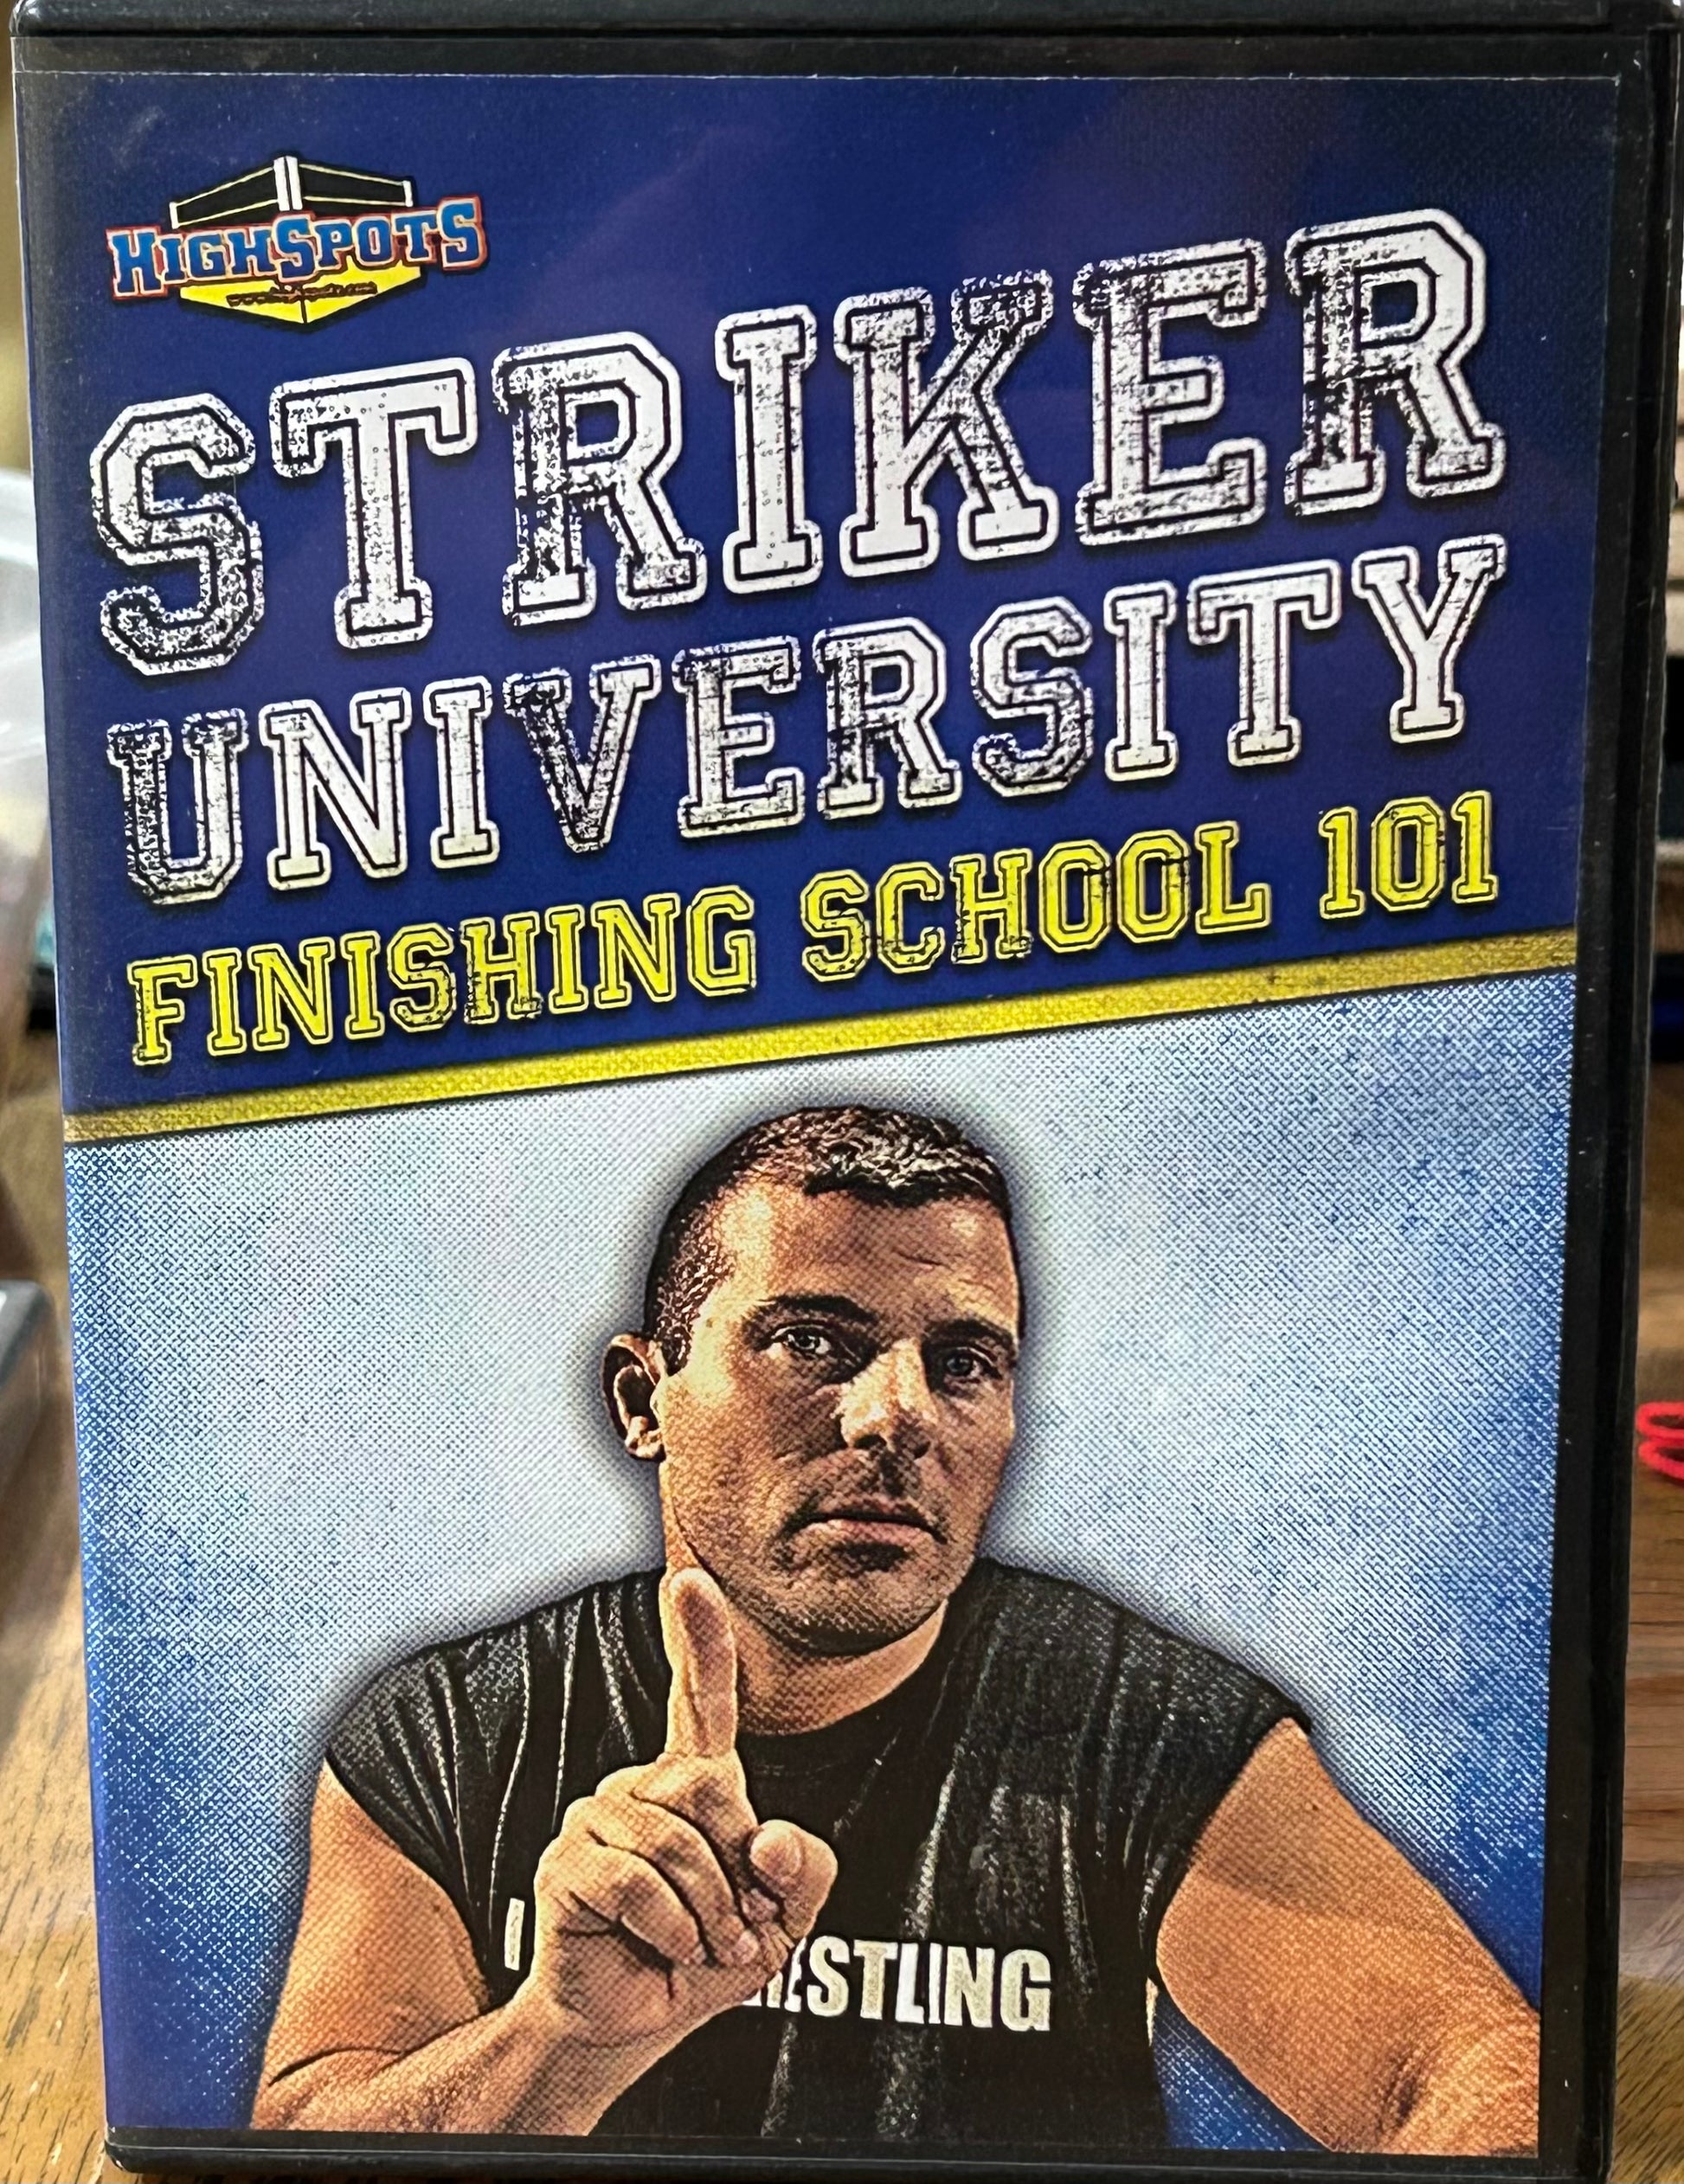 HIGHSPOTS
STRIKER
UNIVERSITY
FINISHING SCHOOL 101
I
ESTLING